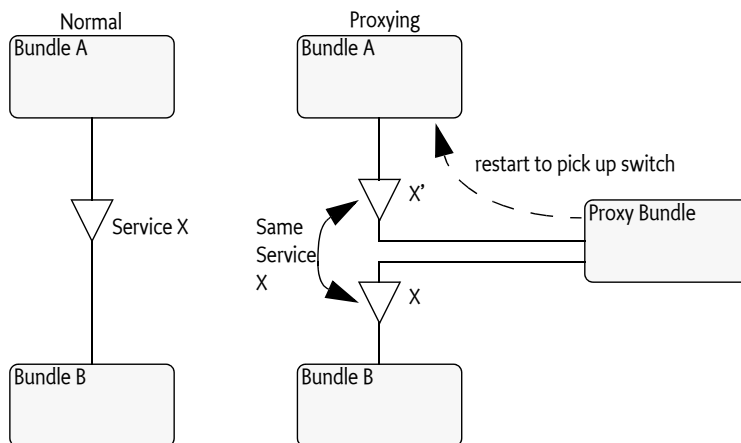 Normal
Bundle A
Service X
Bundle B
Proxying
Bundle A
restart to pick up switch
X'
Proxy Bundle
Same
Service
X
X
Bundle B